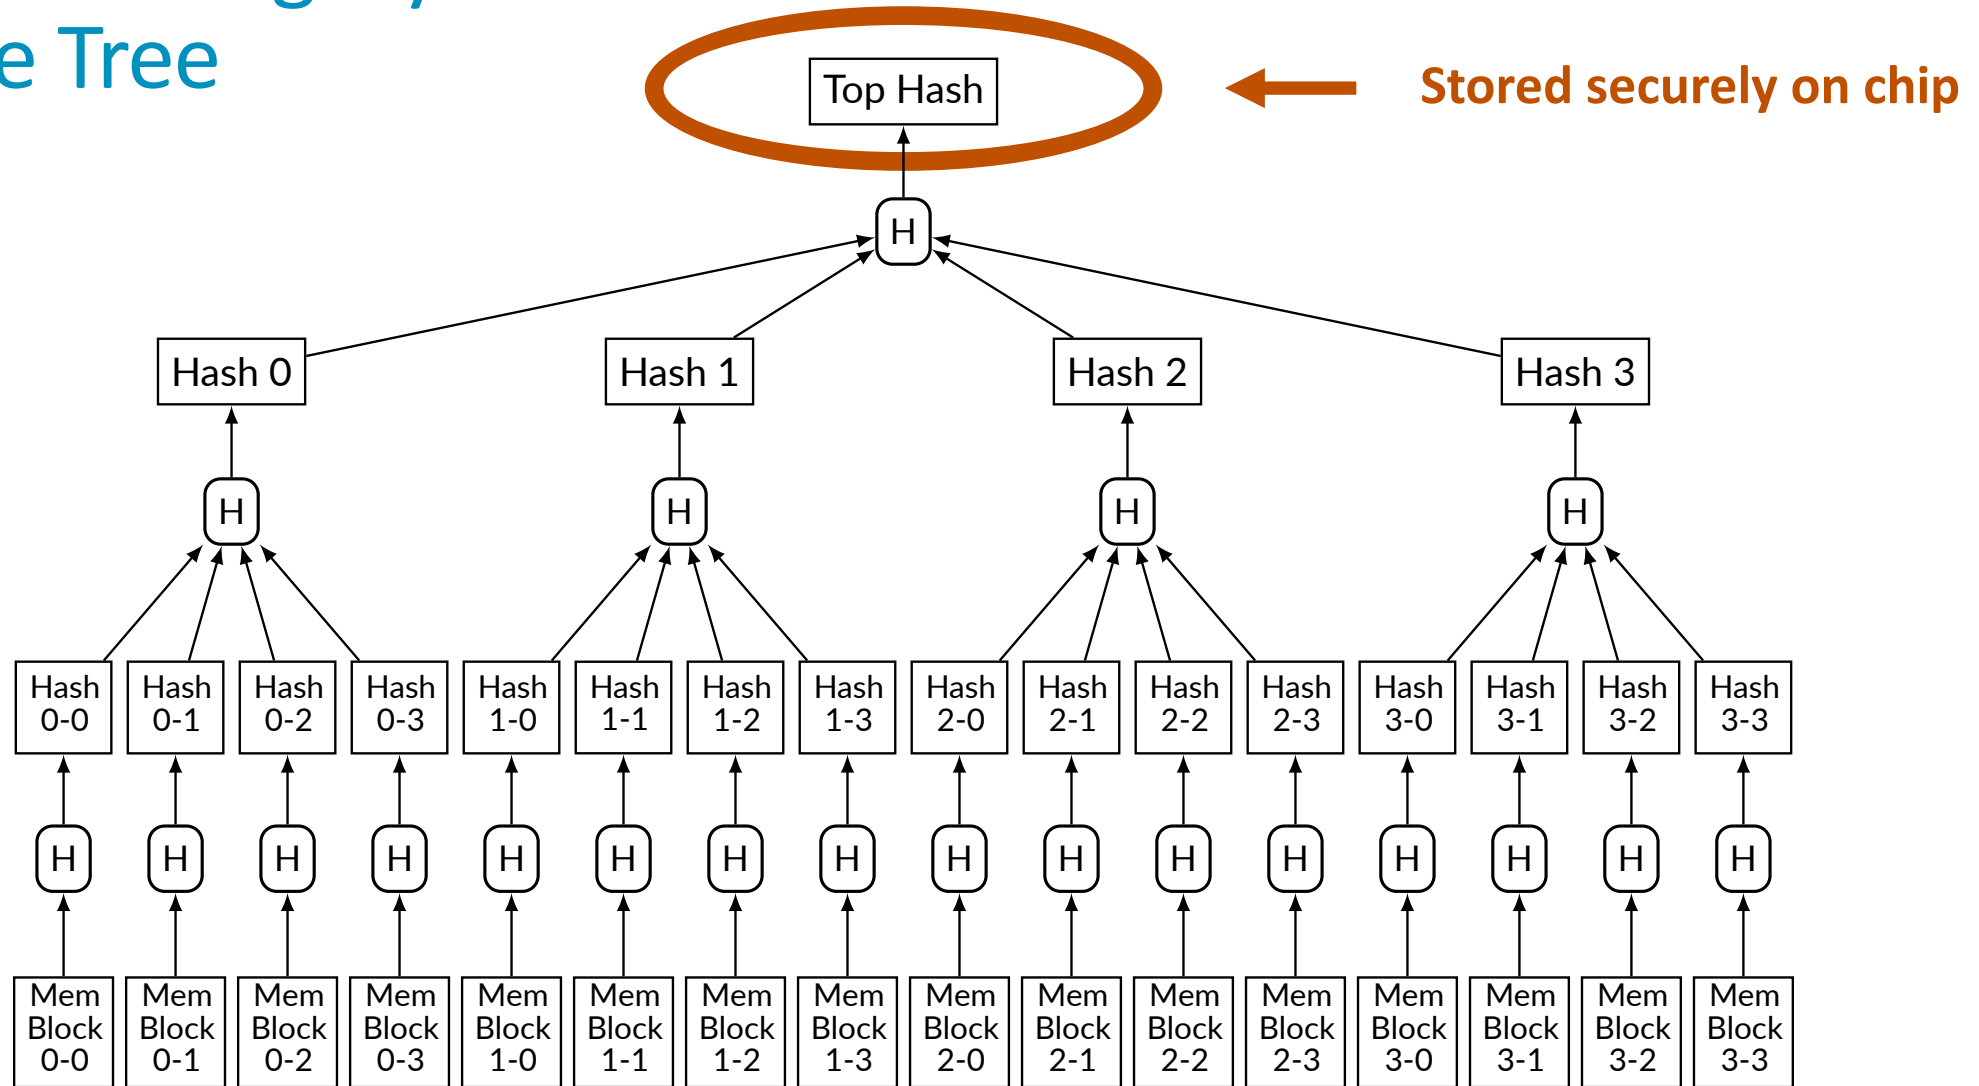 e Tree
Top Hash
Stored securely on chip
H
Hash 0 Hash 1 Hash 2 Hash 3
H H H H
Hash Hash Hash Hash Hash Hash Hash Hash Hash Hash Hash Hash Hash Hash Hash Hash
0-0 0-1 0-2 0-3 1-0 1-1 1-2 1-3 2-0 2-1 2-2 2-3 3-0 3-1 3-2 3-3
H H H H H H H H H H H H H H H H
Mem Mem Mem Mem Mem Mem Mem Mem Mem Mem Mem Mem Mem Mem Mem Mem
Block Block Block Block Block Block Block Block Block Block Block Block Block Block Block Block
0-0 0-1 0-2 0-3 1-0 1-1 1-2 1-3 2-0 2-1 2-2 2-3 3-0 3-1 3-2 3-3